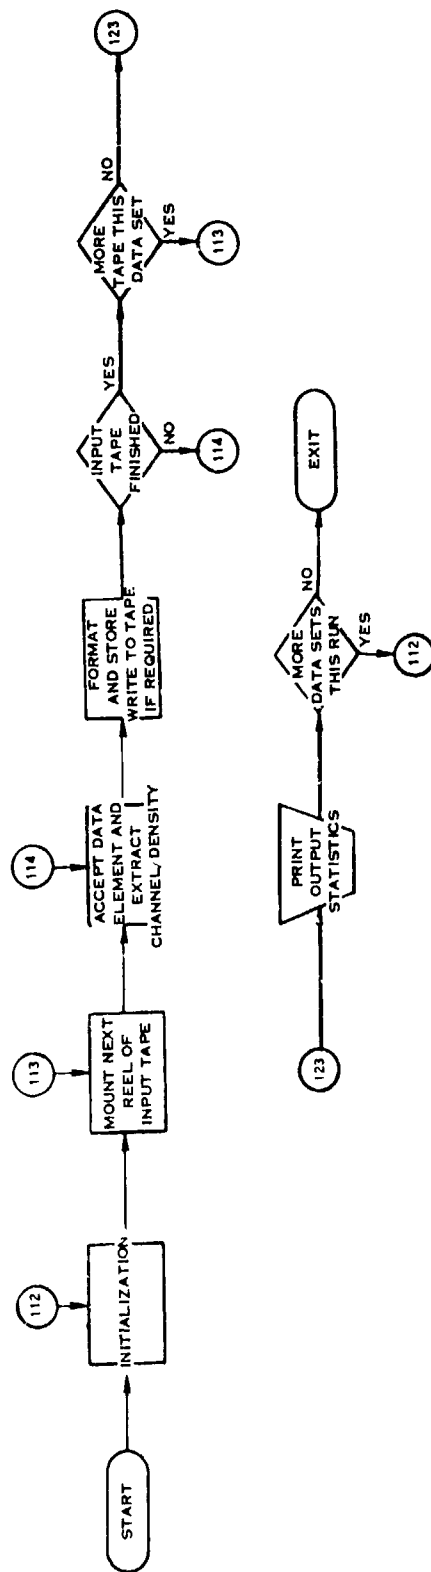 START
112
INITIALIZATION
113
MOUNT NEXT
REEL OF
INPUT TAPE
114
ACCEPT DATA
ELEMENT AND
EXTRACT
CHANNEL/DENSITY
FORMAT
AND STORE
WRITE TO TAPE
IF REQUIRED
INPUT
TAPE
FINISHED
YES
NO
114
MORE
TAPE THIS
DATA SET
NO
YES
113
123
123
PRINT
OUTPUT
STATISTICS
MORE
DATA SETS
THIS RUN
NO
YES
112
EXIT